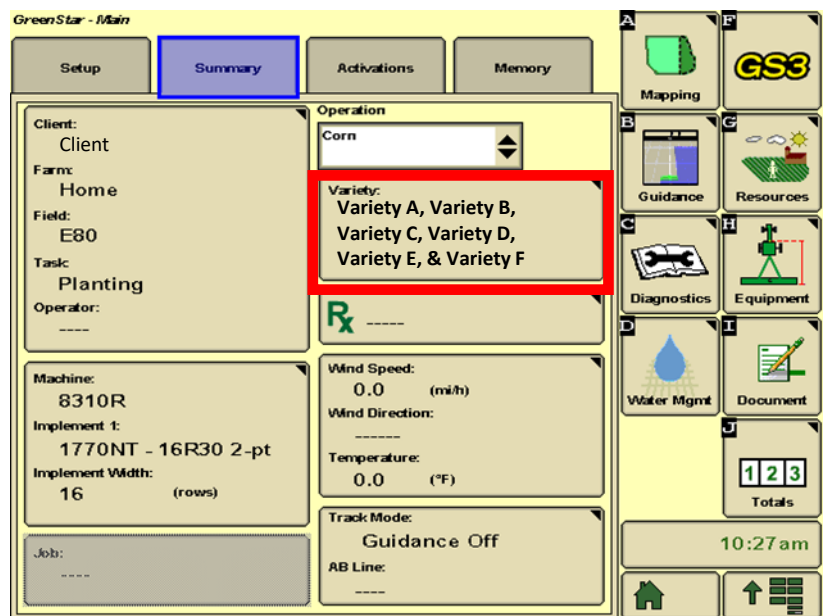 GreenStar - Main
Setup
Summary
Activations
Memory
Client:
Client
Farm:
Home
Field:
E80
Task:
Planting
Operator:
----
Machine:
8310R
Implement 1:
1770NT - 16R30 2-pt
Implement Width:
16 (rows)
Job:
----
Operation
Corn
Variety:
Variety A, Variety B,
Variety C, Variety D,
Variety E, & Variety F
Rx -----
Wind Speed:
0.0 (mi/h)
Wind Direction:
------
Temperature:
0.0 (°F)
Track Mode:
Guidance Off
AB Line:
----
A
Mapping
F
GS3
B
Guidance
G
Resources
C
Diagnostics
H
Equipment
D
Water Mgmt
I
Document
J
1 2 3
Totals
10:27am